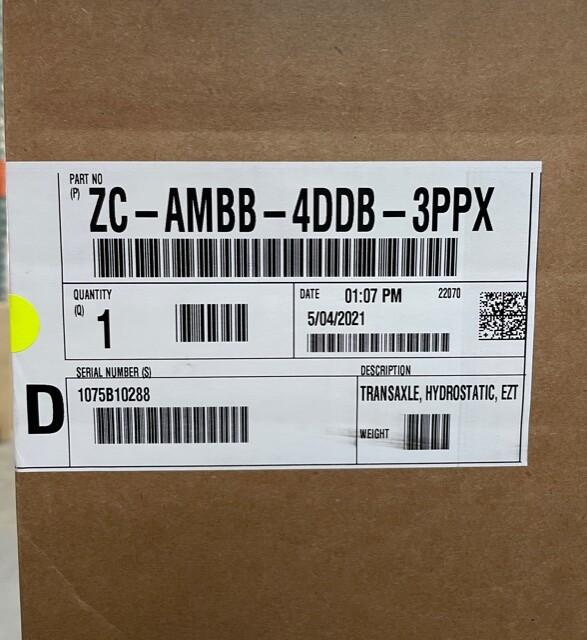 PART NO
(P)
ZC-AMBB-4DDB-3PPX
QUANTITY
(Q)
1
DATE 01:07 PM 22070
5/04/2021
SERIAL NUMBER (S)
1075B10288
D
DESCRIPTION
TRANSAXLE, HYDROSTATIC, EZT
WEIGHT